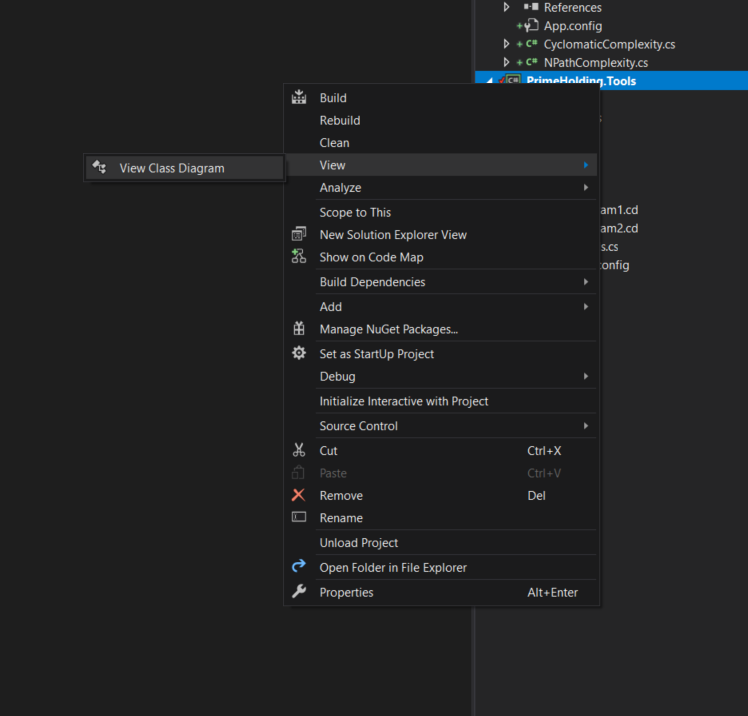 References
App.config
CyclomaticComplexity.cs
NPathComplexity.cs
PrimeHolding.Tools
Build
Rebuild
Clean
View
View Class Diagram
Analyze
Scope to This
am1.cd
New Solution Explorer View
am2.cd
s.cs
Show on Code Map
config
Build Dependencies
Add
Manage NuGet Packages...
Set as StartUp Project
Debug
Initialize Interactive with Project
Source Control
Cut Ctrl+X
Paste Ctrl+V
Remove Del
Rename
Unload Project
Open Folder in File Explorer
Properties Alt+Enter